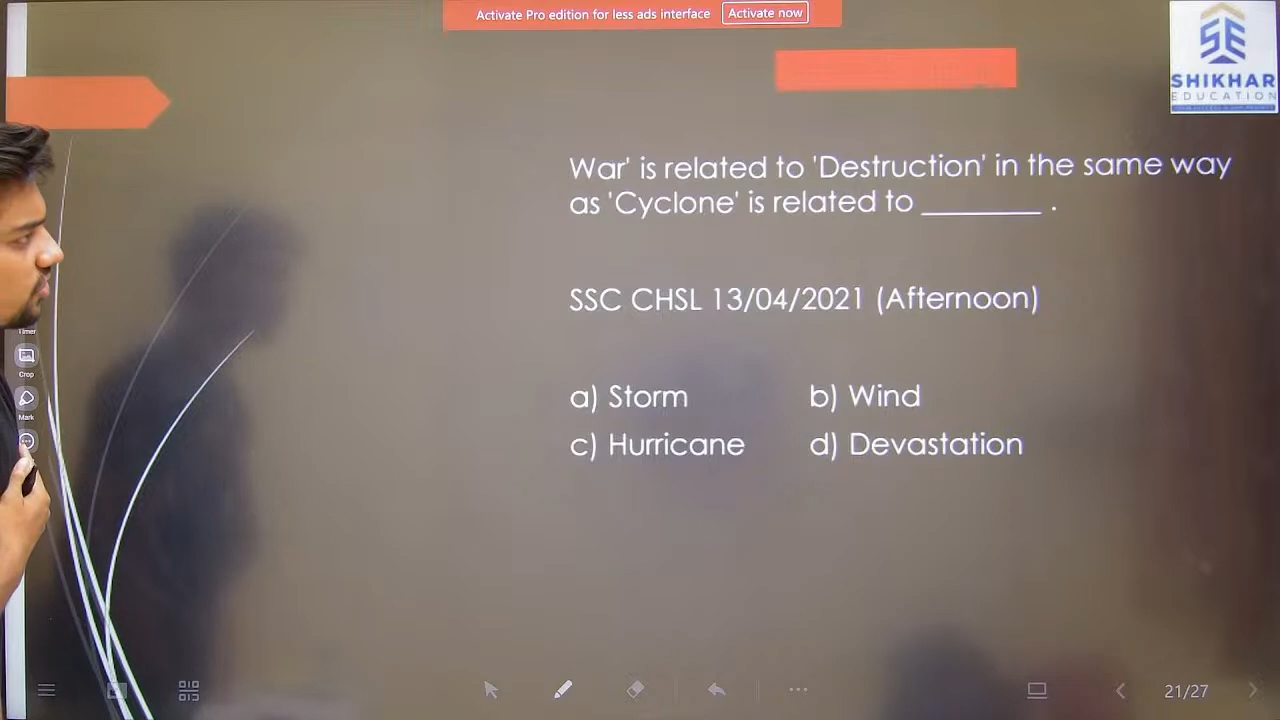 Activate Pro edition for less ads interface Activate now
SHIKHAR
EDUCATION
War' is related to 'Destruction' in the same way
as 'Cyclone' is related to ________ .
SSC CHSL 13/04/2021 (Afternoon)
a) Storm b) Wind
c) Hurricane d) Devastation
Timer
Crop
Mark
21/27